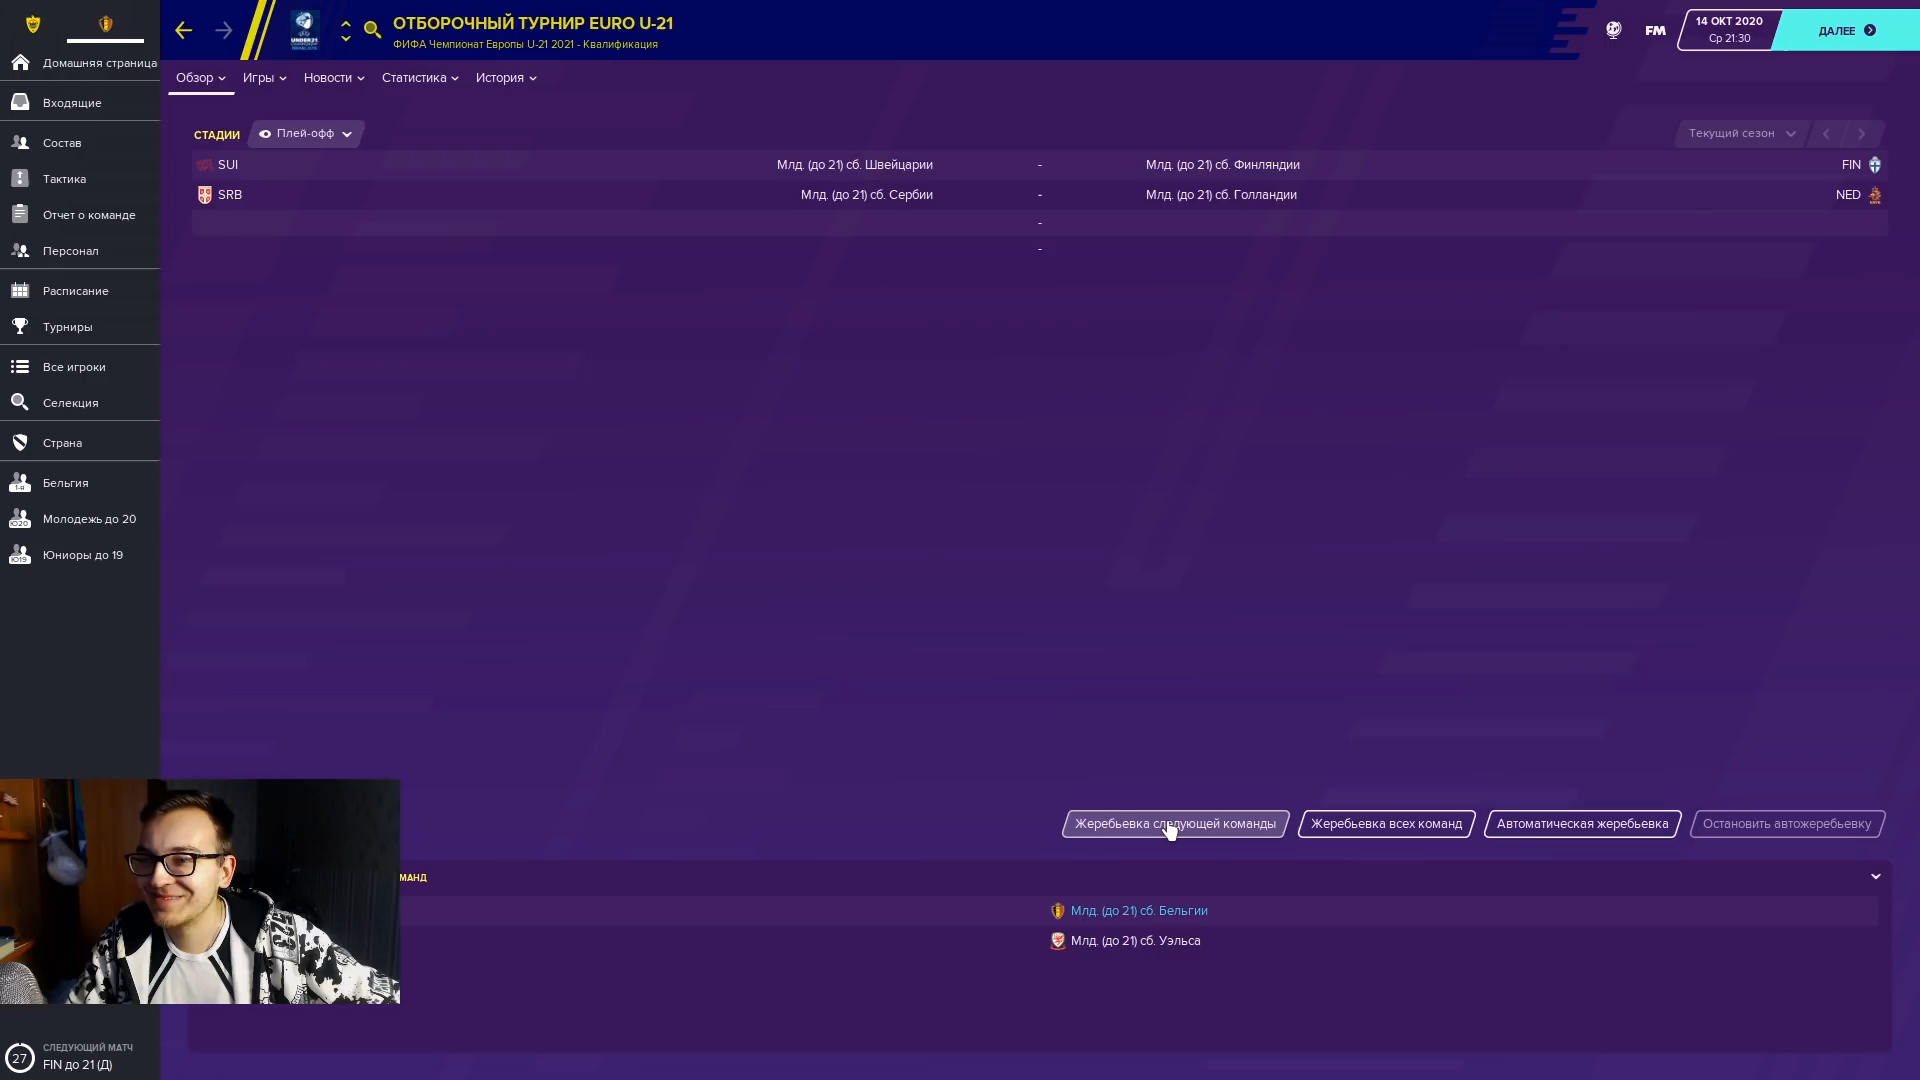 ОТБОРОЧНЫЙ ТУРНИР EURO U-21
ФИФА Чемпионат Европы U-21 2021 - Квалификация
FM
14 ОКТ 2020
Ср 21:30
ДАЛЕЕ
Домашняя страница
Входящие
Состав
Тактика
Отчет о команде
Персонал
Расписание
Турниры
Все игроки
Селекция
Страна
Бельгия
Молодежь до 20
Юниоры до 19
Обзор
Игры
Новости
Статистика
История
СТАДИИ
Плей-офф
Текущий сезон
SUI Млд. (до 21) сб. Швейцарии - Млд. (до 21) сб. Финляндии FIN
SRB Млд. (до 21) сб. Сербии - Млд. (до 21) сб. Голландии NED
-
-
Жеребьевка следующей команды
Жеребьевка всех команд
Автоматическая жеребьевка
Остановить автожеребьевку
МАНД
Млд. (до 21) сб. Бельгии
Млд. (до 21) сб. Уэльса
27
СЛЕДУЮЩИЙ МАТЧ
FIN до 21 (Д)